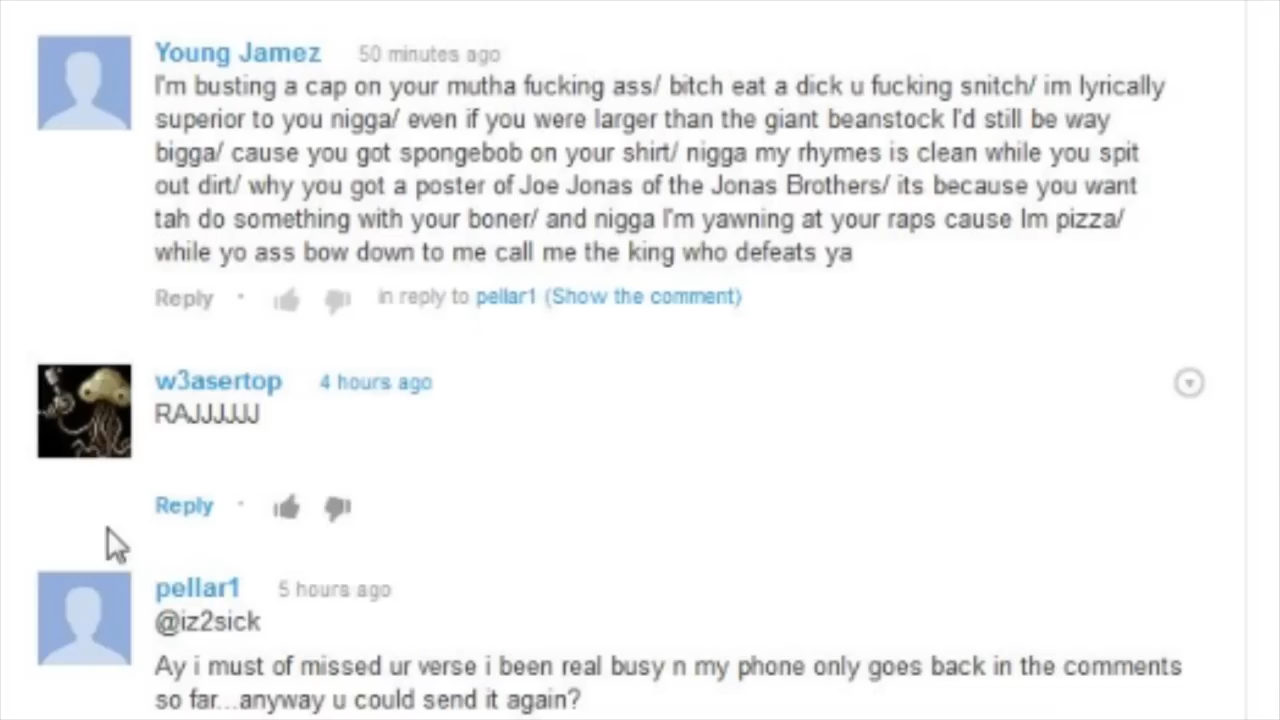 Young Jamez 50 minutes ago
I'm busting a cap on your mutha fucking ass/ bitch eat a dick u fucking snitch/ im lyrically
superior to you nigga/ even if you were larger than the giant beanstock I'd still be way
bigga/ cause you got spongebob on your shirt/ nigga my rhymes is clean while you spit
out dirt/ why you got a poster of Joe Jonas of the Jonas Brothers/ its because you want
tah do something with your boner/ and nigga I'm yawning at your raps cause Im pizza/
while yo ass bow down to me call me the king who defeats ya
Reply · in reply to pellar1 (Show the comment)
w3asertop 4 hours ago
RAJJJJJJ
Reply ·
pellar1 5 hours ago
@iz2sick
Ay i must of missed ur verse i been real busy n my phone only goes back in the comments
so far...anyway u could send it again?